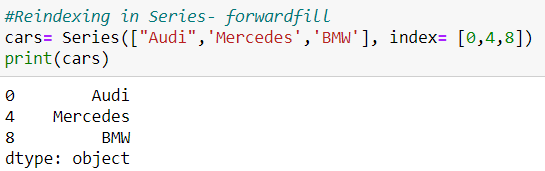 #Reindexing in Series- forwardfill
cars= Series(["Audi",'Mercedes','BMW'], index= [0,4,8])
print(cars)
0        Audi
4    Mercedes
8         BMW
dtype: object